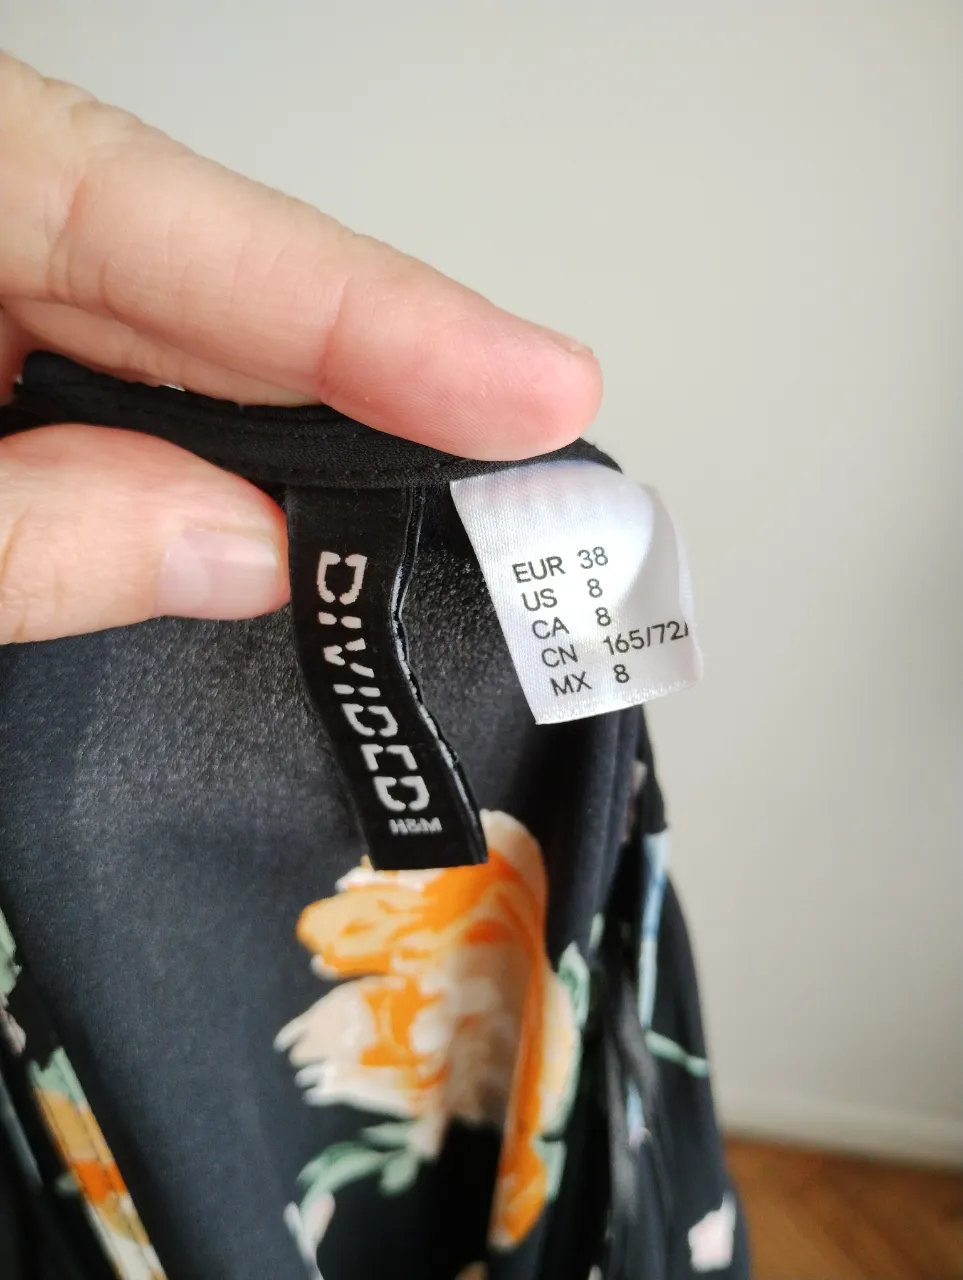 DIVIDED
H&M
EUR 38
US 8
CA 8
CN 165/72
MX 8